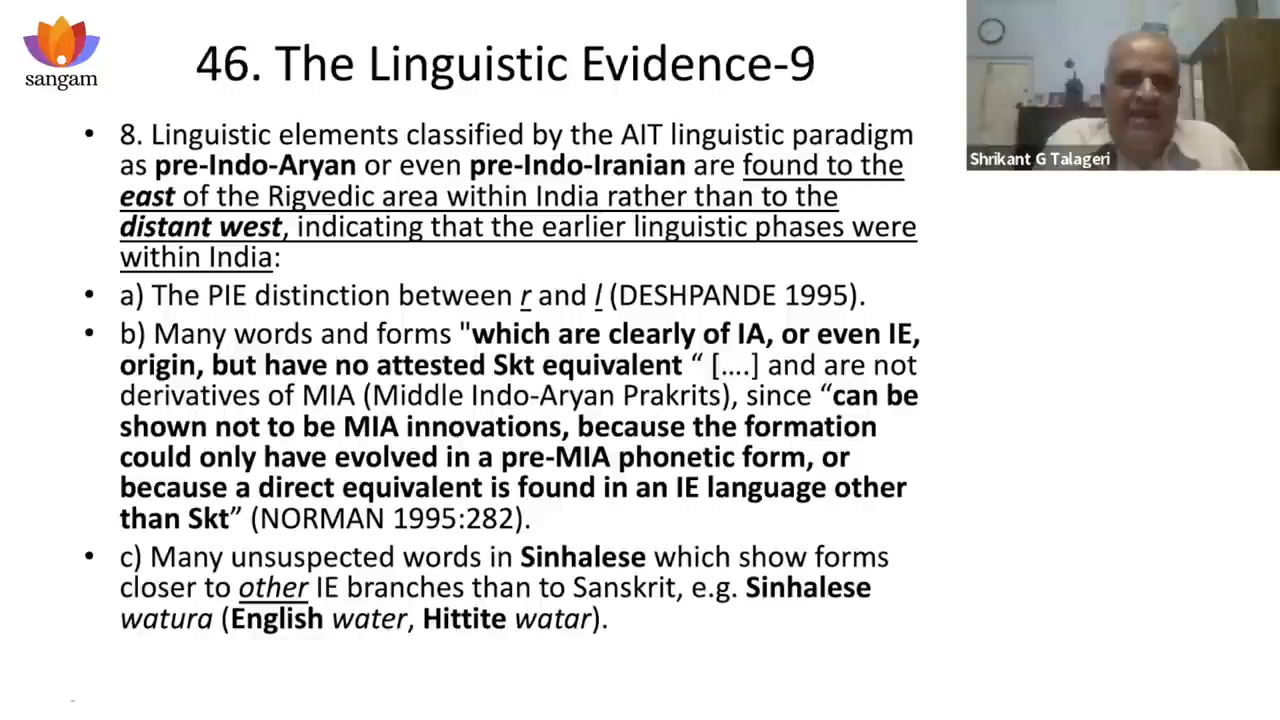 sangam
46. The Linguistic Evidence-9
• 8. Linguistic elements classified by the AIT linguistic paradigm
as pre-Indo-Aryan or even pre-Indo-Iranian are found to the
east of the Rigvedic area within India rather than to the
distant west, indicating that the earlier linguistic phases were
within India:
• a) The PIE distinction between r and l (DESHPANDE 1995).
• b) Many words and forms "which are clearly of IA, or even IE,
origin, but have no attested Skt equivalent “ [....] and are not
derivatives of MIA (Middle Indo-Aryan Prakrits), since “can be
shown not to be MIA innovations, because the formation
could only have evolved in a pre-MIA phonetic form, or
because a direct equivalent is found in an IE language other
than Skt” (NORMAN 1995:282).
• c) Many unsuspected words in Sinhalese which show forms
closer to other IE branches than to Sanskrit, e.g. Sinhalese
watura (English water, Hittite watar).
Shrikant G Talageri